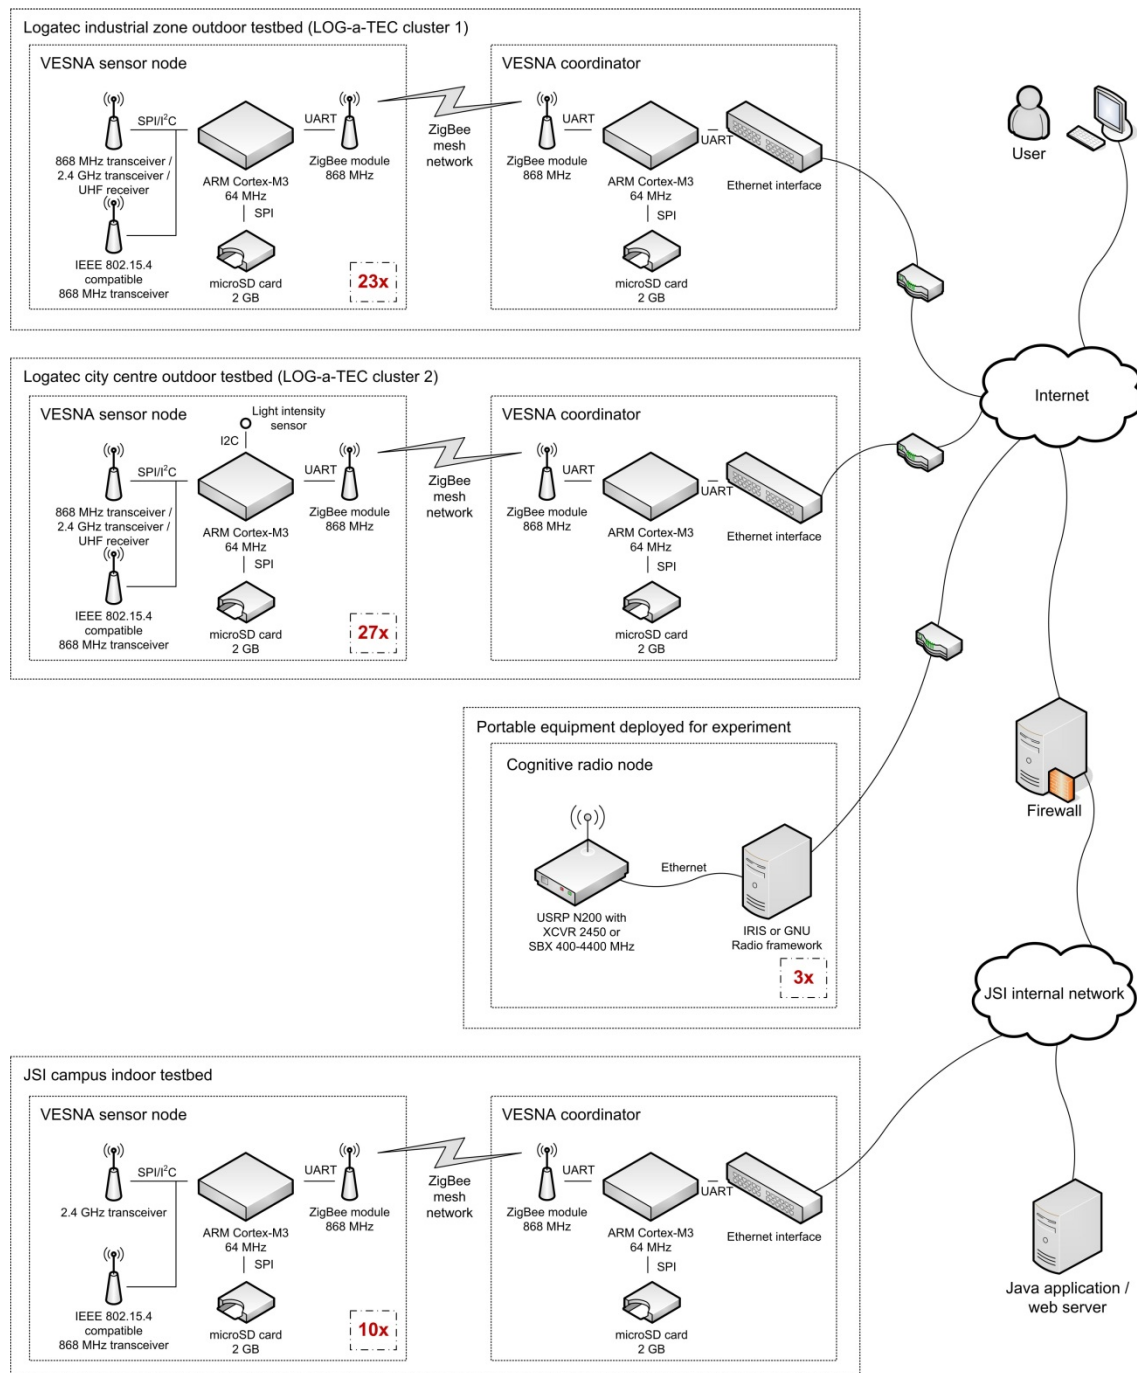 Logatec industrial zone outdoor testbed (LOG-a-TEC cluster 1)
VESNA sensor node
SPI/I²C
UART
868 MHz transceiver /
2.4 GHz transceiver /
UHF receiver
ARM Cortex-M3
64 MHz
ZigBee module
868 MHz
SPI
IEEE 802.15.4
compatible
868 MHz transceiver
microSD card
2 GB
23x
ZigBee
mesh
network
VESNA coordinator
UART
UART
ZigBee module
868 MHz
ARM Cortex-M3
64 MHz
Ethernet interface
SPI
microSD card
2 GB
User
Internet
Logatec city centre outdoor testbed (LOG-a-TEC cluster 2)
VESNA sensor node
Light intensity
sensor
I2C
SPI/I²C
UART
868 MHz transceiver /
2.4 GHz transceiver /
UHF receiver
ARM Cortex-M3
64 MHz
ZigBee module
868 MHz
SPI
IEEE 802.15.4
compatible
868 MHz transceiver
microSD card
2 GB
27x
ZigBee
mesh
network
VESNA coordinator
UART
UART
ZigBee module
868 MHz
ARM Cortex-M3
64 MHz
Ethernet interface
SPI
microSD card
2 GB
Portable equipment deployed for experiment
Cognitive radio node
Ethernet
USRP N200 with
XCVR 2450 or
SBX 400-4400 MHz
IRIS or GNU
Radio framework
3x
Firewall
JSI internal network
JSI campus indoor testbed
VESNA sensor node
SPI/I²C
UART
2.4 GHz transceiver
ARM Cortex-M3
64 MHz
ZigBee module
868 MHz
SPI
IEEE 802.15.4
compatible
868 MHz transceiver
microSD card
2 GB
10x
ZigBee
mesh
network
VESNA coordinator
UART
UART
ZigBee module
868 MHz
ARM Cortex-M3
64 MHz
Ethernet interface
SPI
microSD card
2 GB
Java application /
web server